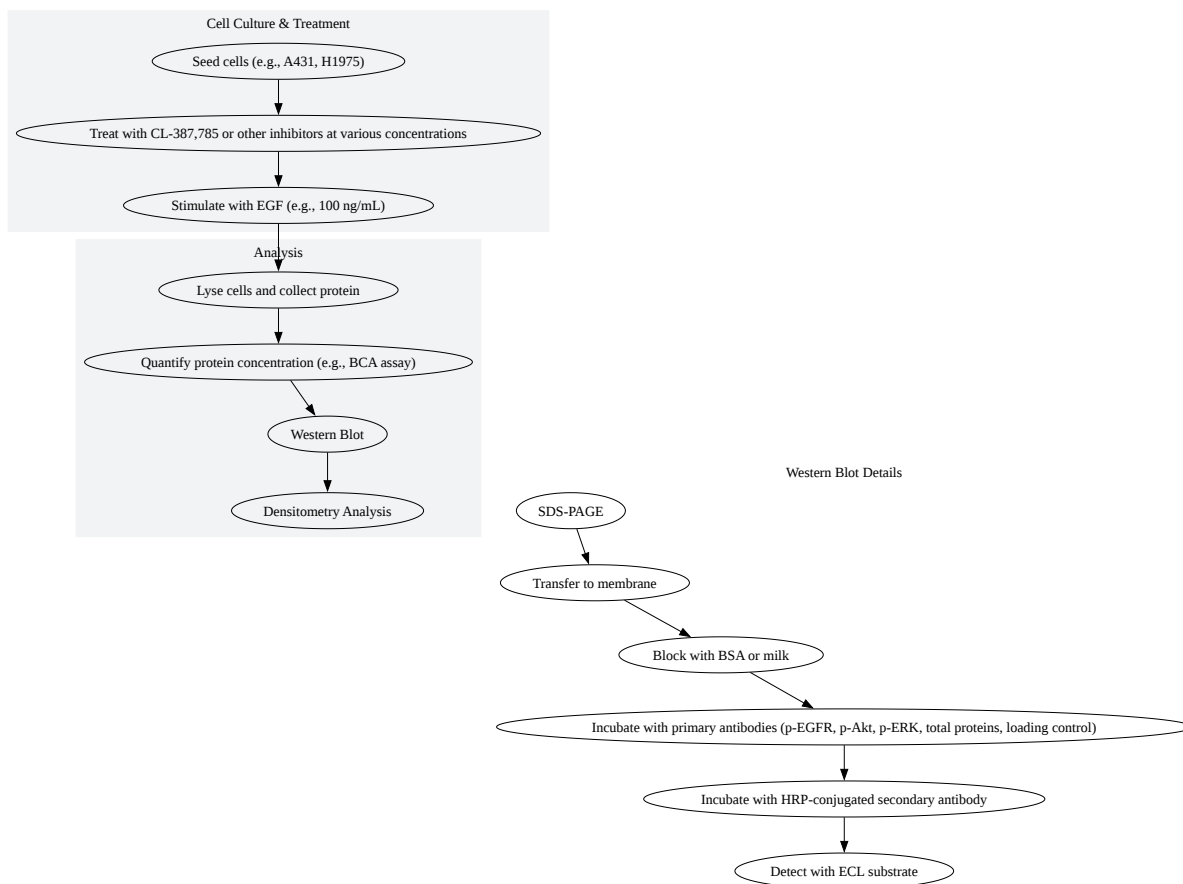 Cell Culture & Treatment
Seed cells (e.g., A431, H1975)
Treat with CL-387,785 or other inhibitors at various concentrations
Stimulate with EGF (e.g., 100 ng/mL)
Analysis
Lyse cells and collect protein
Quantify protein concentration (e.g., BCA assay)
Western Blot
Densitometry Analysis
Western Blot Details
SDS-PAGE
Transfer to membrane
Block with BSA or milk
Incubate with primary antibodies (p-EGFR, p-Akt, p-ERK, total proteins, loading control)
Incubate with HRP-conjugated secondary antibody
Detect with ECL substrate